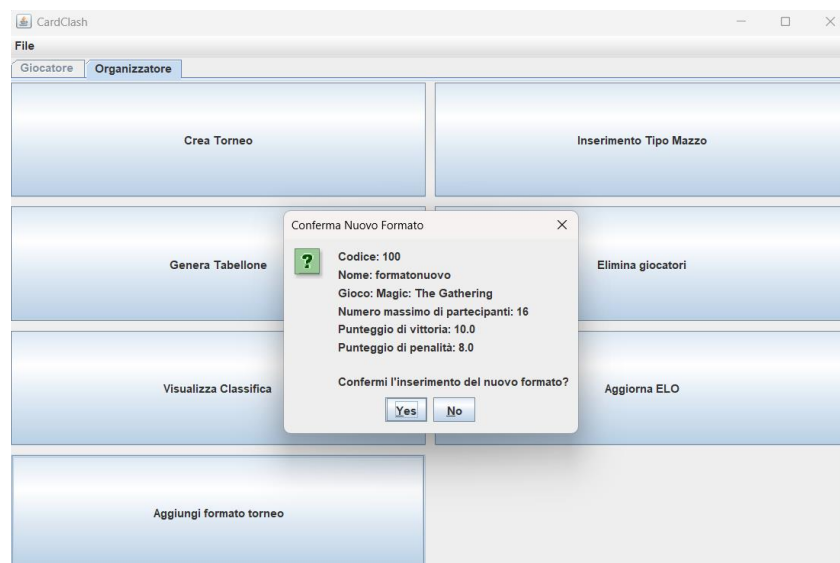 CardClash
File
Giocatore
Organizzatore
Crea Torneo
Inserimento Tipo Mazzo
Genera Tabellone
Elimina giocatori
Conferma Nuovo Formato
?
Codice: 100
Nome: formatonuovo
Gioco: Magic: The Gathering
Numero massimo di partecipanti: 16
Punteggio di vittoria: 10.0
Punteggio di penalità: 8.0
Confermi l'inserimento del nuovo formato?
Yes
No
Visualizza Classifica
Aggiorna ELO
Aggiungi formato torneo